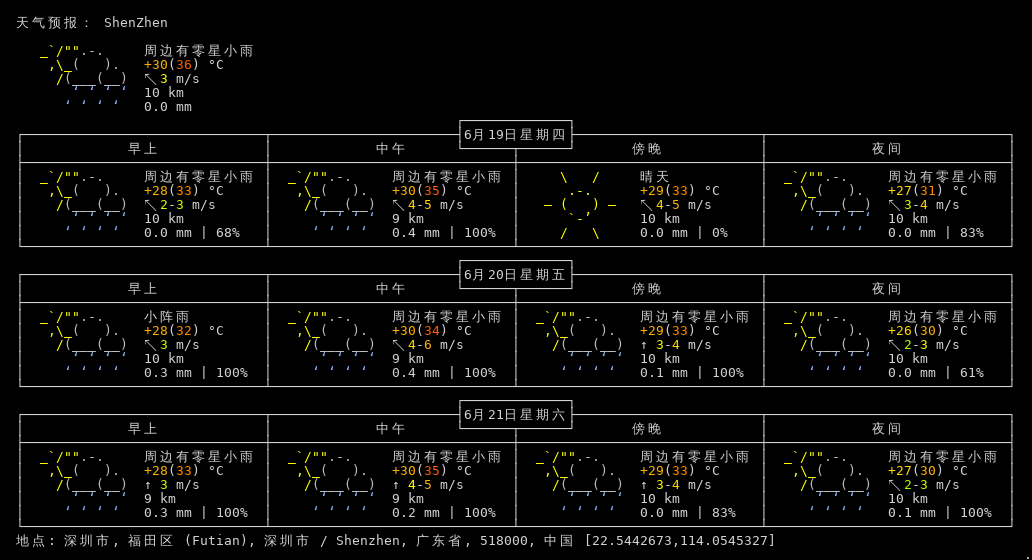 天气预报： ShenZhen
周边有零星小雨
+30(36) °C
↖3 m/s
10 km
0.0 mm
6月19日星期四
早上 中午 傍晚 夜间
周边有零星小雨 周边有零星小雨 晴天 周边有零星小雨
+28(33) °C +30(35) °C +29(33) °C +27(31) °C
↖2-3 m/s ↖4-5 m/s ↖4-5 m/s ↖3-4 m/s
10 km 9 km 10 km 10 km
0.0 mm | 68% 0.4 mm | 100% 0.0 mm | 0% 0.0 mm | 83%
6月20日星期五
早上 中午 傍晚 夜间
小阵雨 周边有零星小雨 周边有零星小雨 周边有零星小雨
+28(32) °C +30(34) °C +29(33) °C +26(30) °C
↖3 m/s ↖4-6 m/s ↑ 3-4 m/s ↖2-3 m/s
10 km 9 km 10 km 10 km
0.3 mm | 100% 0.4 mm | 100% 0.1 mm | 100% 0.0 mm | 61%
6月21日星期六
早上 中午 傍晚 夜间
周边有零星小雨 周边有零星小雨 周边有零星小雨 周边有零星小雨
+28(33) °C +30(35) °C +29(33) °C +27(30) °C
↑ 3 m/s ↑ 4-5 m/s ↑ 3-4 m/s ↖2-3 m/s
9 km 9 km 10 km 10 km
0.3 mm | 100% 0.2 mm | 100% 0.0 mm | 83% 0.1 mm | 100%
地点: 深圳市, 福田区 (Futian), 深圳市 / Shenzhen, 广东省, 518000, 中国 [22.5442673,114.0545327]